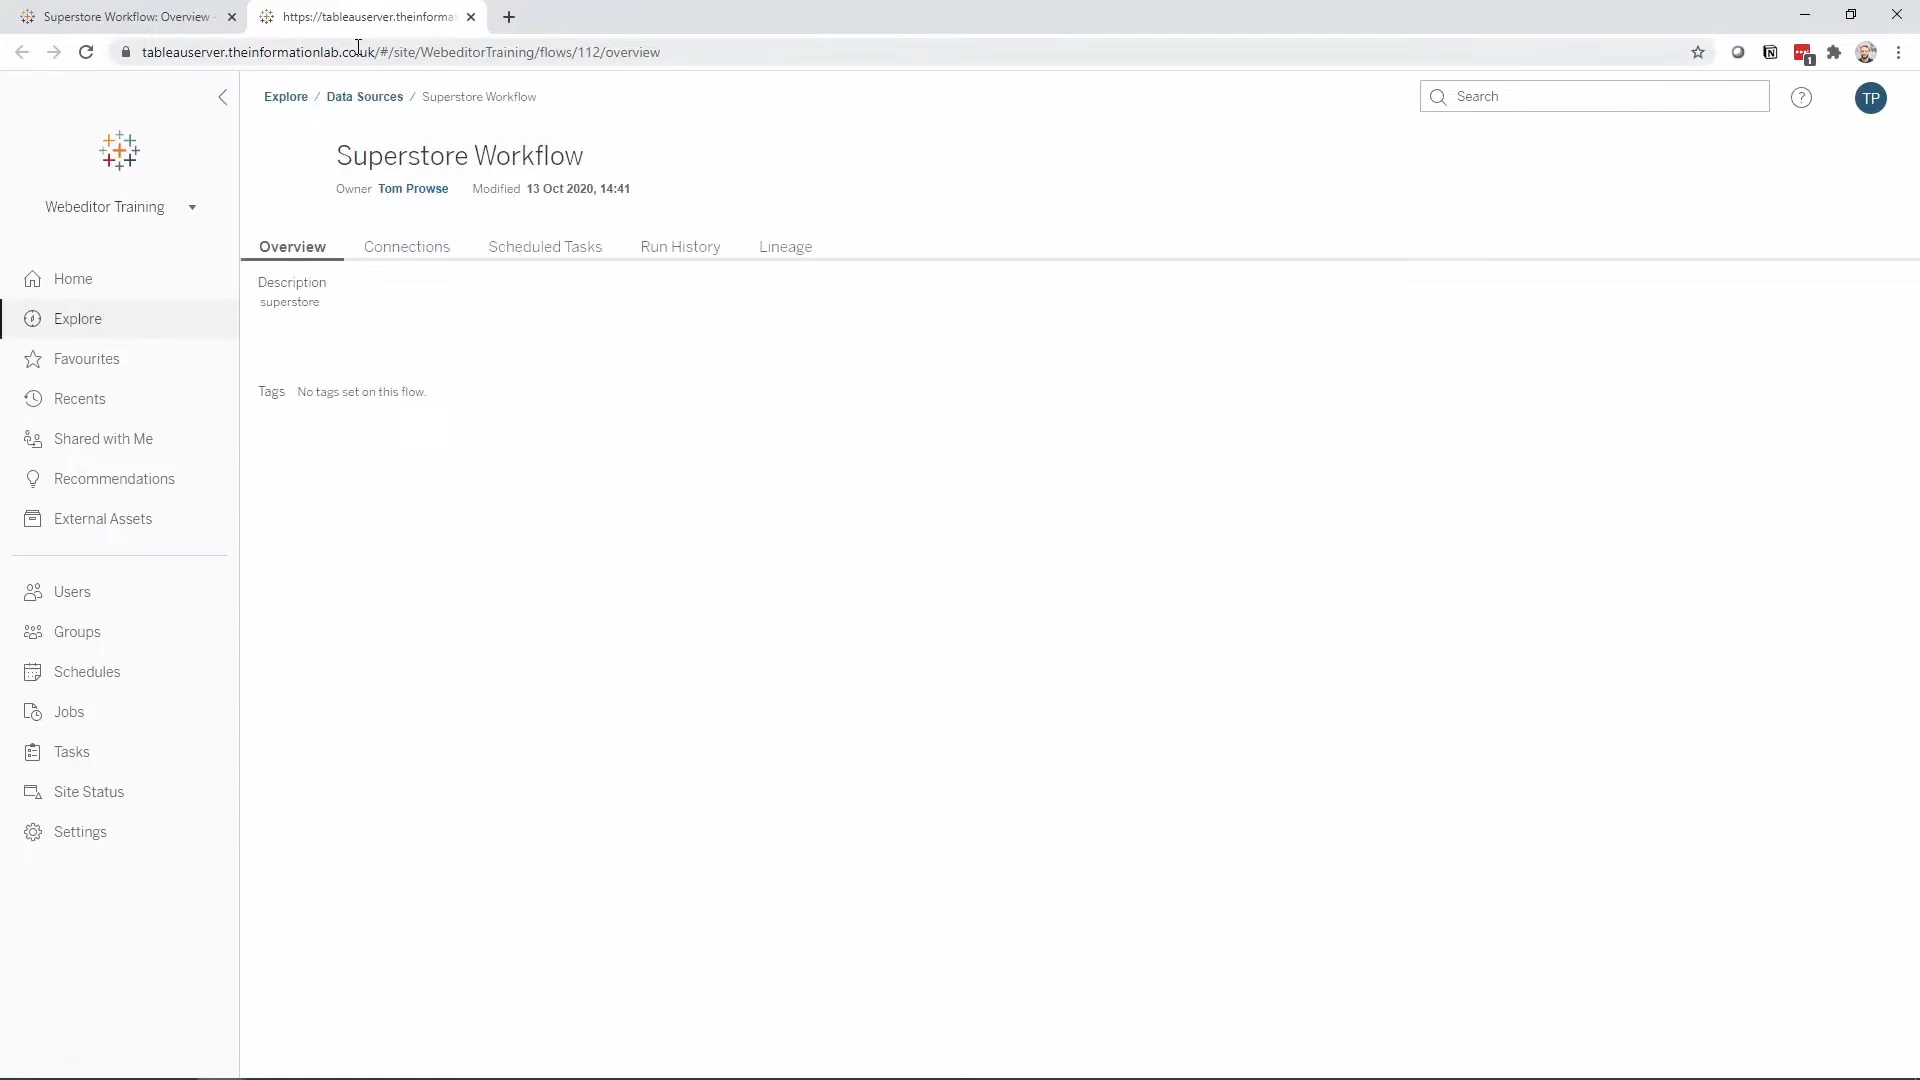 Superstore Workflow: Overview -
https://tableauserver.theinforma
tableauserver.theinformationlab.co.uk/#/site/WebeditorTraining/flows/112/overview
1
Explore / Data Sources / Superstore Workflow
Search
?
TP
Superstore Workflow
Owner Tom Prowse Modified 13 Oct 2020, 14:41
Webeditor Training
Overview Connections Scheduled Tasks Run History Lineage
Description
superstore
Tags No tags set on this flow.
Home
Explore
Favourites
Recents
Shared with Me
Recommendations
External Assets
Users
Groups
Schedules
Jobs
Tasks
Site Status
Settings